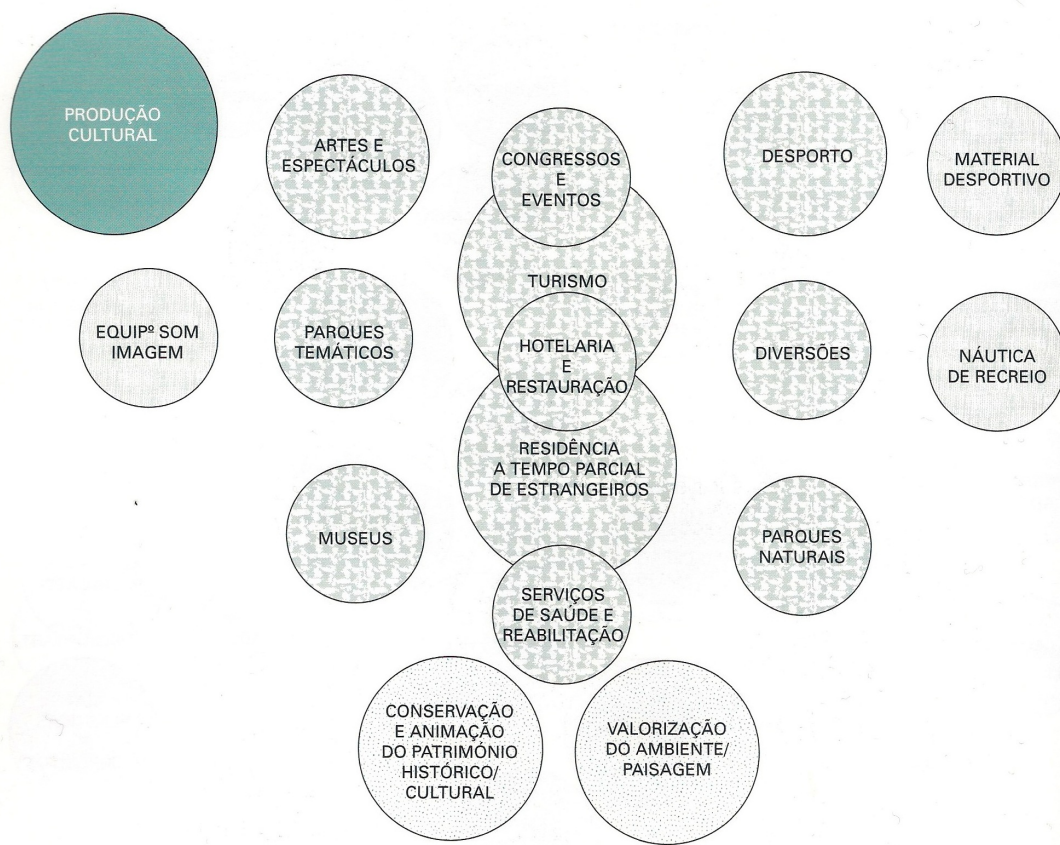 PRODUÇÃO
CULTURAL
ARTES E
ESPECTÁCULOS
CONGRESSOS
E
EVENTOS
DESPORTO
MATERIAL
DESPORTIVO
TURISMO
EQUIPº SOM
IMAGEM
PARQUES
TEMÁTICOS
HOTELARIA
E
RESTAURAÇÃO
DIVERSÕES
NÁUTICA
DE RECREIO
RESIDÊNCIA
A TEMPO PARCIAL
DE ESTRANGEIROS
MUSEUS
PARQUES
NATURAIS
SERVIÇOS
DE SAÚDE E
REABILITAÇÃO
CONSERVAÇÃO
E ANIMAÇÃO
DO PATRIMÓNIO
HISTÓRICO/
CULTURAL
VALORIZAÇÃO
DO AMBIENTE/
PAISAGEM